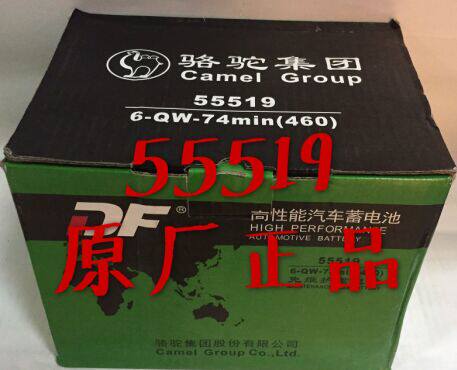 骆驼集团
Camel Group
55519
6-QW-74min(460)
55519
DF®
高性能汽车蓄电池
HIGH PERFORMANCE
AUTOMOTIVE BATTERY
原厂正品
55519
骆驼集团股份有限公司
Camel Group Co.,Ltd.